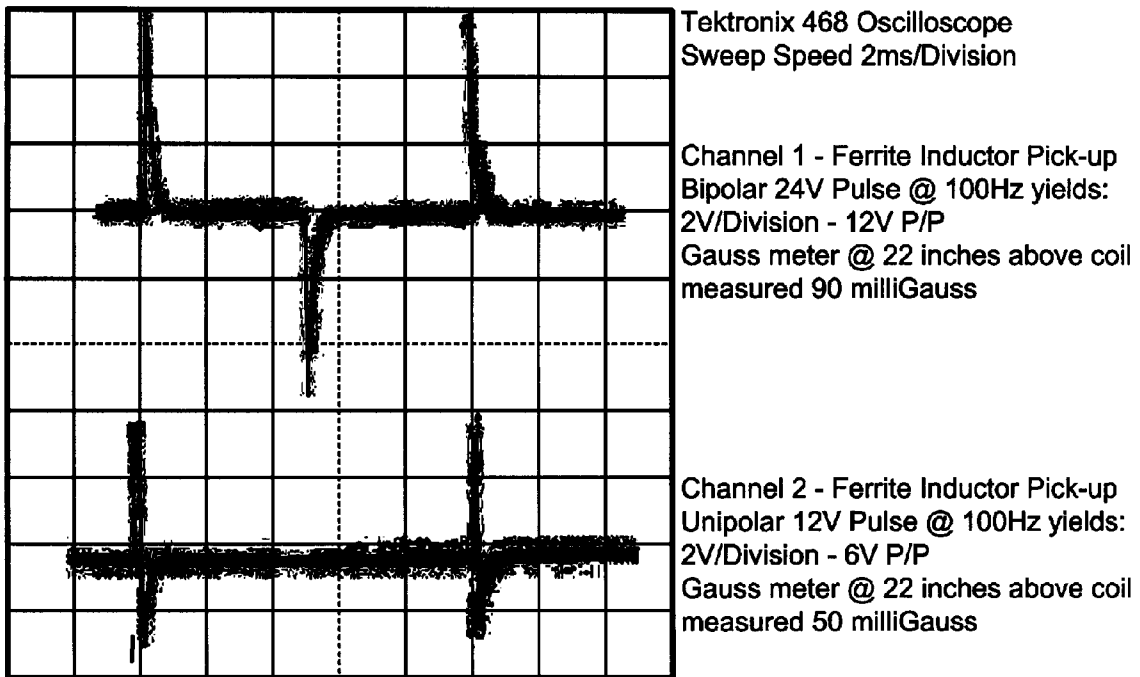 Tektronix 468 Oscilloscope
Sweep Speed 2ms/Division
Channel 1 - Ferrite Inductor Pick-up
Bipolar 24V Pulse @ 100Hz yields:
2V/Division - 12V P/P
Gauss meter @ 22 inches above coil
measured 90 milliGauss
Channel 2 - Ferrite Inductor Pick-up
Unipolar 12V Pulse @ 100Hz yields:
2V/Division - 6V P/P
Gauss meter @ 22 inches above coil
measured 50 milliGauss